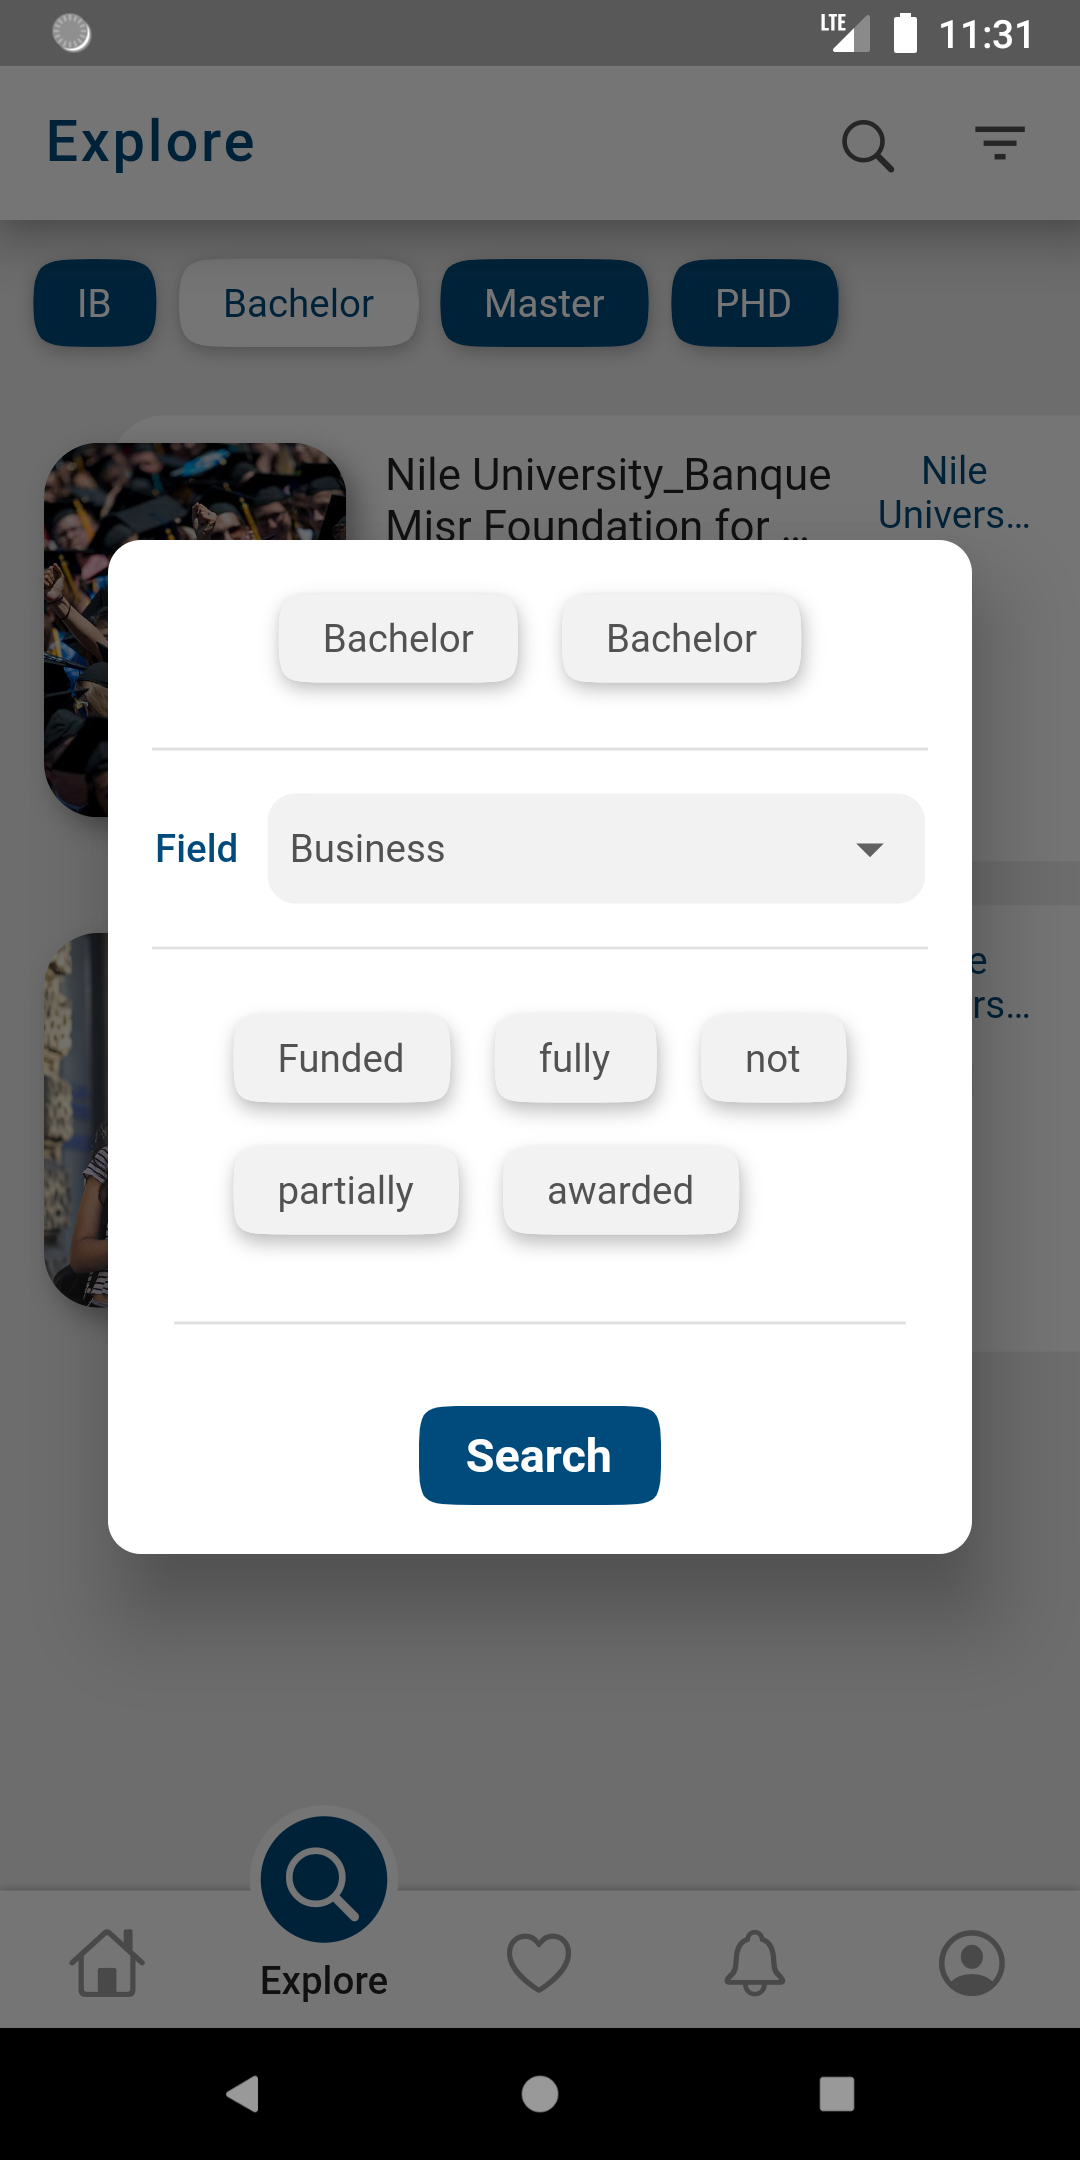 LTE 11:31
Explore
IB Bachelor Master PHD
Nile University_Banque
Misr Foundation for ...
Nile
Univers...
Bachelor Bachelor
Field Business
e
rs...
Funded fully not
partially awarded
Search
Explore